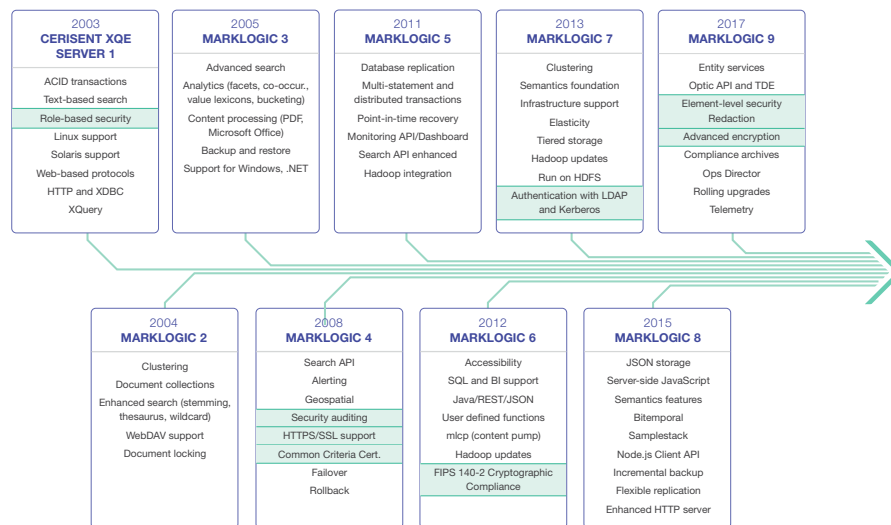 2003
CERISENT XQE
SERVER 1
ACID transactions
Text-based search
Role-based security
Linux support
Solaris support
Web-based protocols
HTTP and XDBC
XQuery
2005
MARKLOGIC 3
Advanced search
Analytics (facets, co-occur.,
value lexicons, bucketing)
Content processing (PDF,
Microsoft Office)
Backup and restore
Support for Windows, .NET
2011
MARKLOGIC 5
Database replication
Multi-statement and
distributed transactions
Point-in-time recovery
Monitoring API/Dashboard
Search API enhanced
Hadoop integration
2013
MARKLOGIC 7
Clustering
Semantics foundation
Infrastructure support
Elasticity
Tiered storage
Hadoop updates
Run on HDFS
Authentication with LDAP
and Kerberos
2017
MARKLOGIC 9
Entity services
Optic API and TDE
Element-level security
Redaction
Advanced encryption
Compliance archives
Ops Director
Rolling upgrades
Telemetry
2004
MARKLOGIC 2
Clustering
Document collections
Enhanced search (stemming,
thesaurus, wildcard)
WebDAV support
Document locking
2008
MARKLOGIC 4
Search API
Alerting
Geospatial
Security auditing
HTTPS/SSL support
Common Criteria Cert.
Failover
Rollback
2012
MARKLOGIC 6
Accessibility
SQL and BI support
Java/REST/JSON
User defined functions
mlcp (content pump)
Hadoop updates
FIPS 140-2 Cryptographic
Compliance
2015
MARKLOGIC 8
JSON storage
Server-side JavaScript
Semantics features
Bitemporal
Samplestack
Node.js Client API
Incremental backup
Flexible replication
Enhanced HTTP server